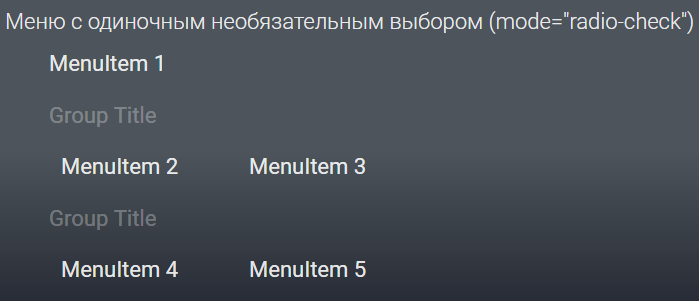 Меню с одиночным необязательным выбором (mode="radio-check")
MenuItem 1
Group Title
MenuItem 2 MenuItem 3
Group Title
MenuItem 4 MenuItem 5